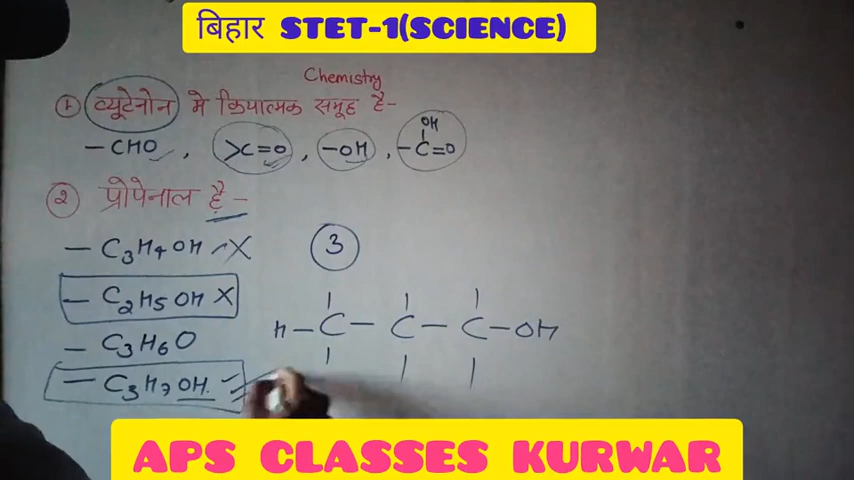 बिहार STET-1(SCIENCE)
Chemistry
① ब्यूटेनोन मे क्रियात्मक समूह है-
-CHO, >C=O, -OH, -C=O
OH
② प्रोपेनाल है-
- C₃H₄OH X
③
- C₂H₅OH X
H-C-C-C-OH
- C₃H₆O
- C₃H₇OH
APS CLASSES KURWAR